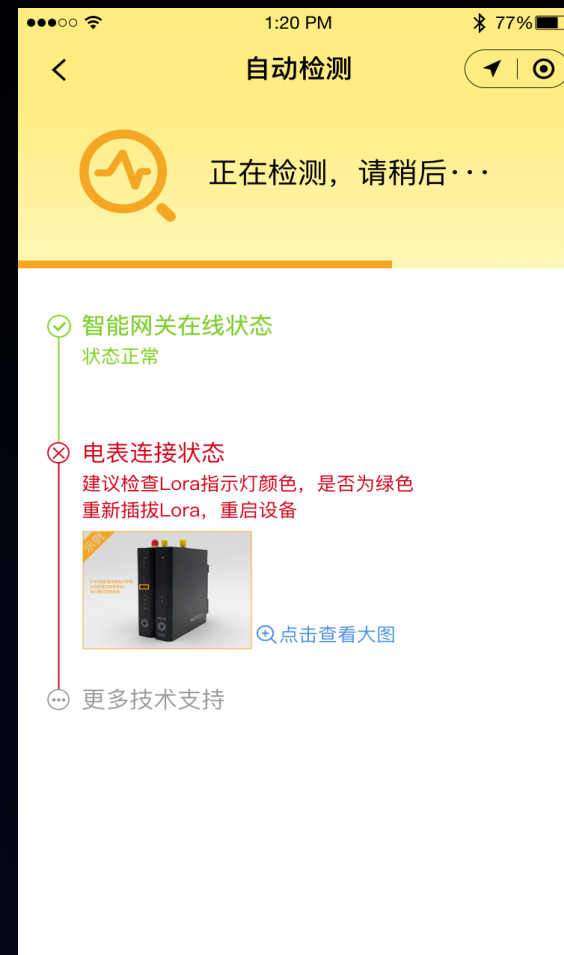 1:20 PM
77%
自动检测
正在检测，请稍后···
智能网关在线状态
状态正常
电表连接状态
建议检查Lora指示灯颜色，是否为绿色
重新插拔Lora，重启设备
示例
点击查看大图
更多技术支持